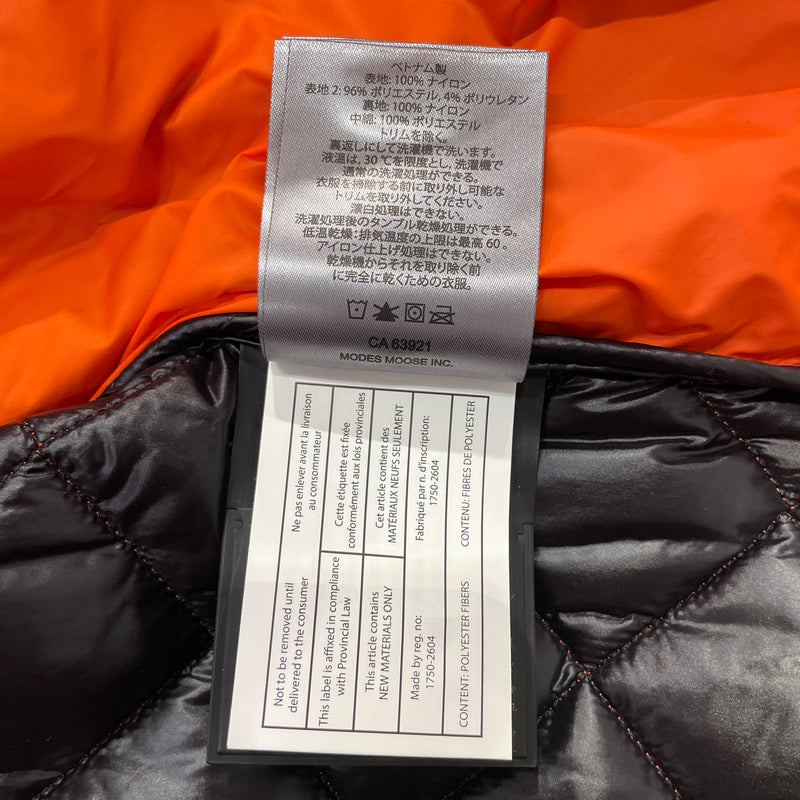 ベトナム製
表地: 100% ナイロン
表地 2: 96% ポリエステル, 4% ポリウレタン
裏地: 100% ナイロン
中綿: 100% ポリエステル
トリムを除く。
裏返しにして洗濯機で洗います。
液温は, 30 ℃を限度とし, 洗濯機で
通常の洗濯処理ができる。
衣服を掃除する前に取り外し可能な
トリムを取り外してください。
漂白処理はできない。
洗濯処理後のタンブル乾燥処理ができる。
低温乾燥: 排気温度の上限は最高 60 。
アイロン仕上げ処理はできない。
乾燥機からそれを取り除く前
に完全に乾くための衣服。
CA 63921
MODES MOOSE INC.
Not to be removed until
delivered to the consumer
Ne pas enlever avant la livraison
au consommateur
This label is affixed in compliance
with Provincial Law
Cette étiquette est fixée
conformément aux lois provinciales
This article contains
NEW MATERIALS ONLY
Cet article contient des
MATÉRIAUX NEUFS SEULEMENT
Made by reg. no:
1750-2604
Fabriqué par n. d'inscription:
1750-2604
CONTENT: POLYESTER FIBERS
CONTENU: FIBRES DE POLYESTER